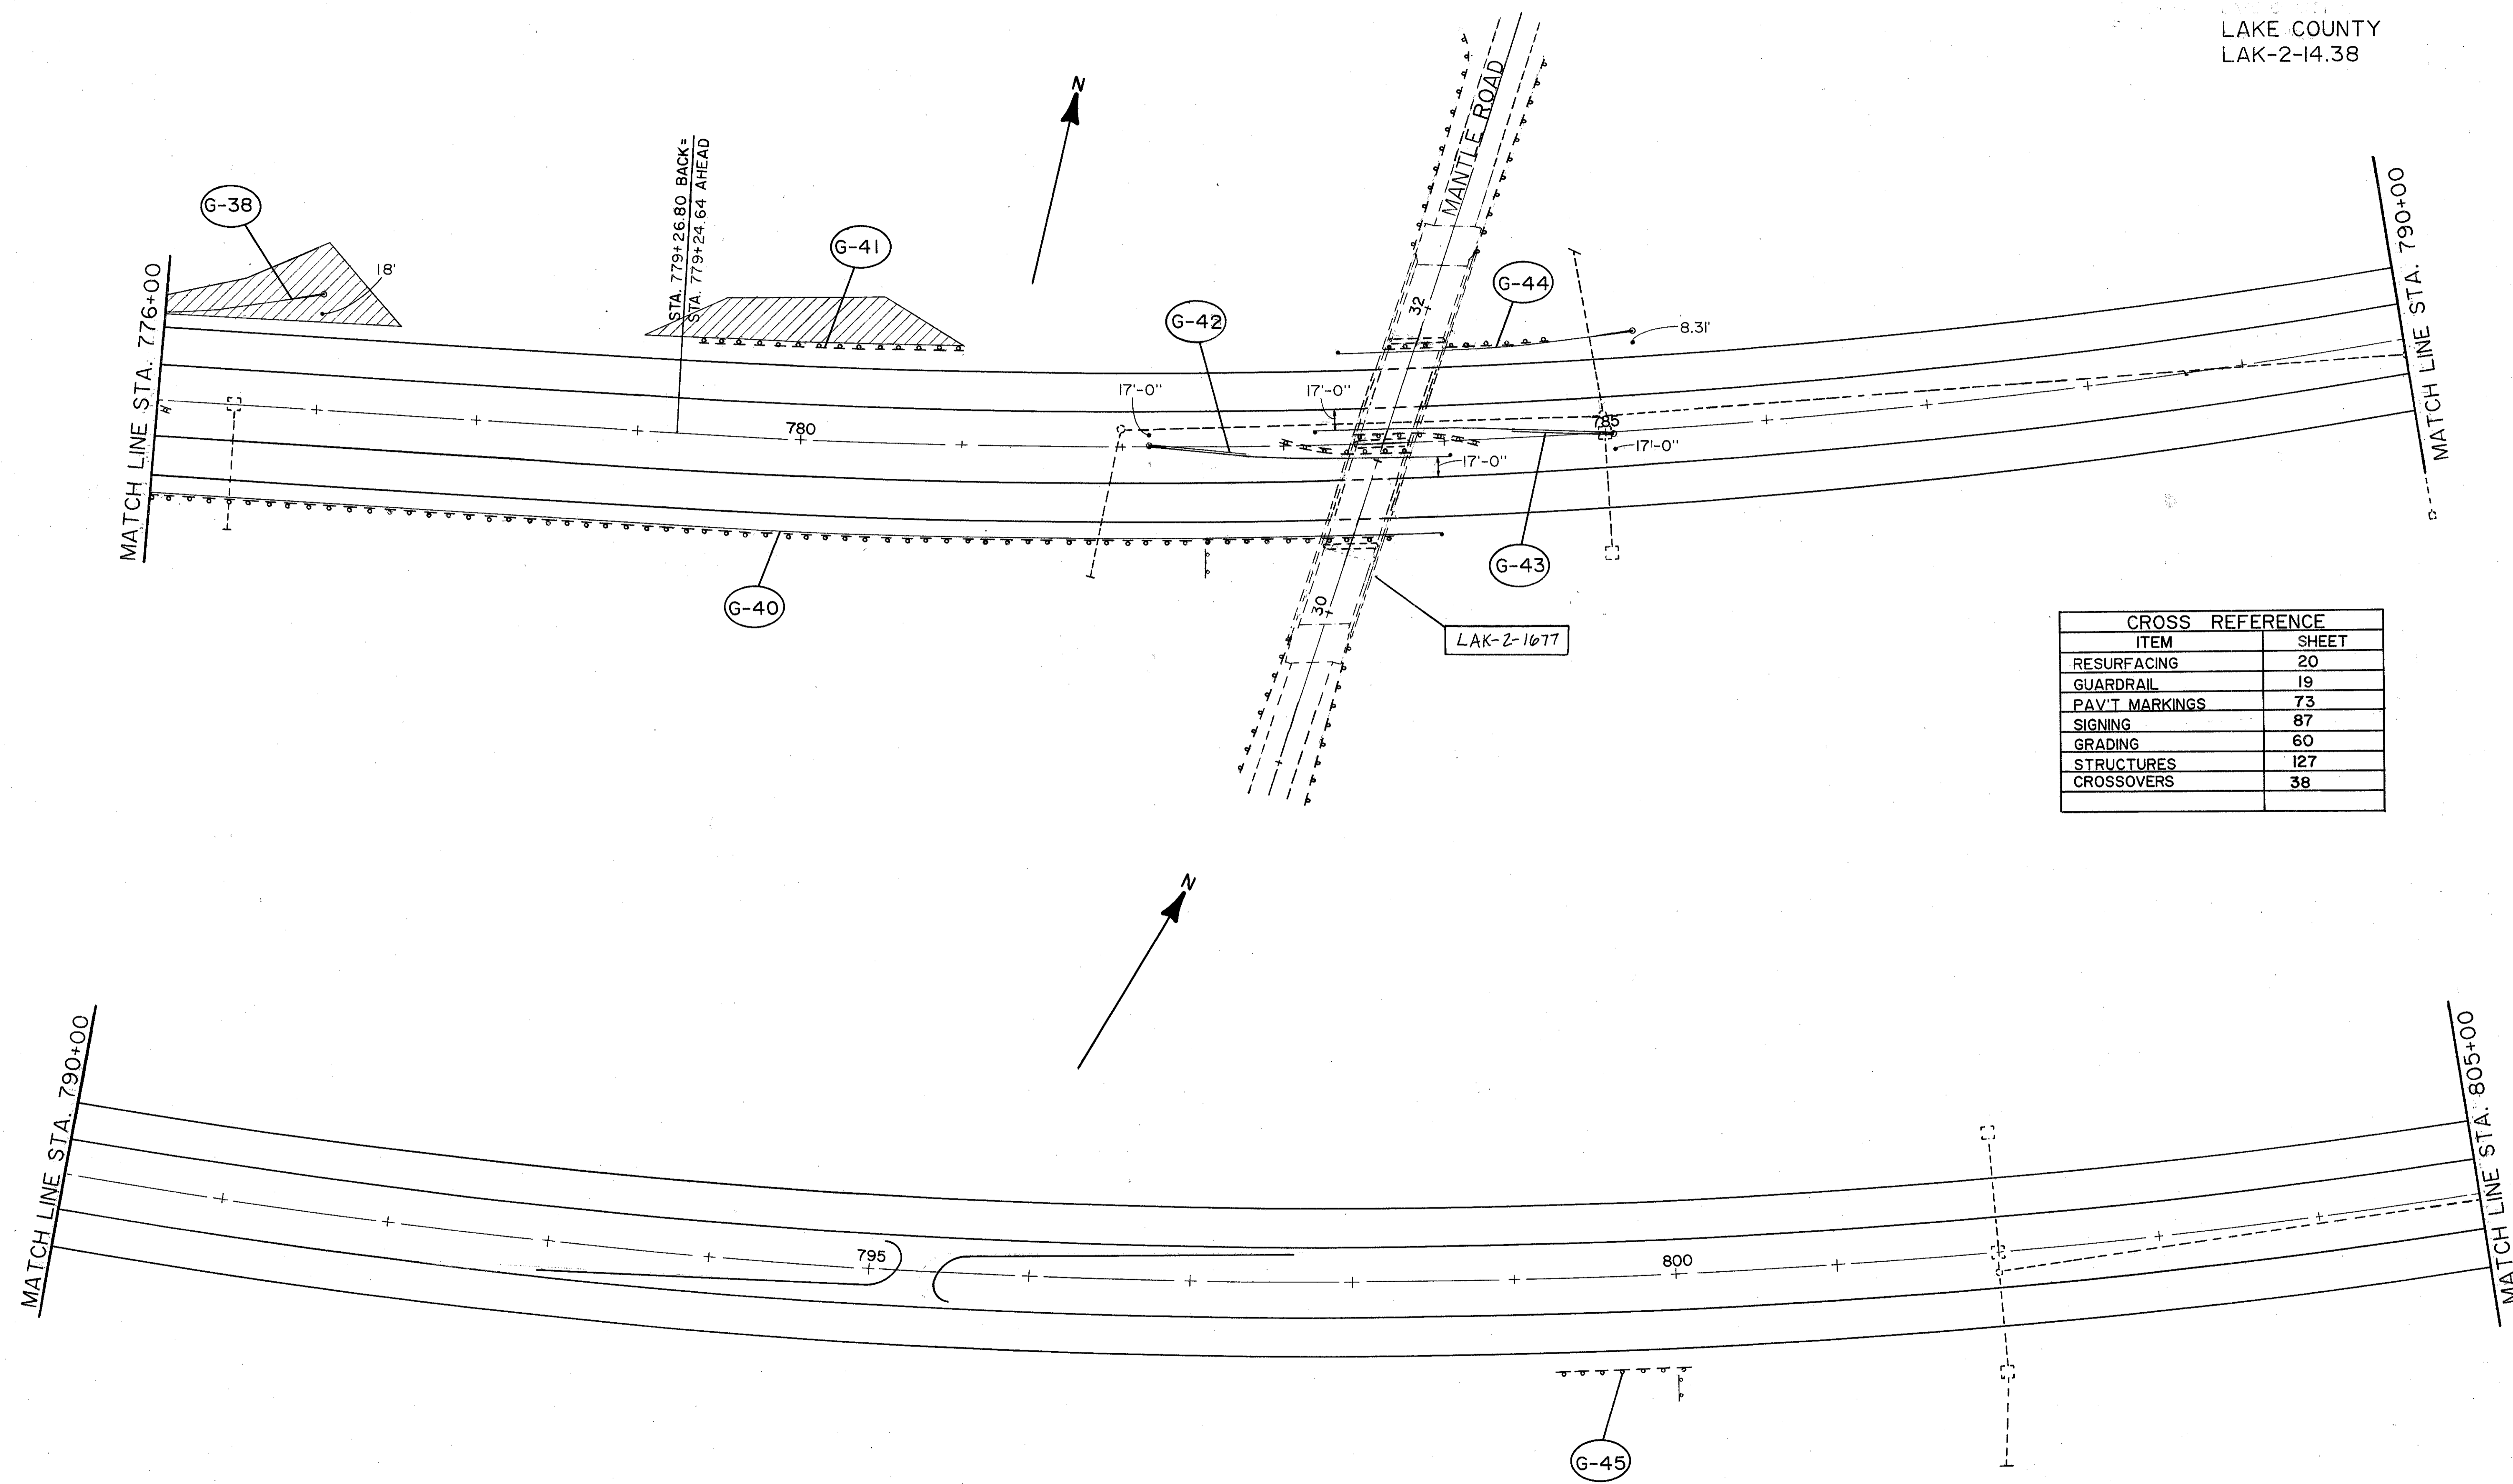 LAKE COUNTY
LAK-2-14.38
N
MATCH LINE STA. 776+00
G-38
18'
STA. 779+26.80 BACK=
STA. 779+24.64 AHEAD
G-41
G-42
MANTLE ROAD
G-44
32
8.31'
MATCH LINE STA. 790+00
780
17'-0"
17'-0"
785
17'-0"
17'-0"
G-40
G-43
30
LAK-2-1677
CROSS REFERENCE
ITEM SHEET
RESURFACING 20
GUARDRAIL 19
PAV'T MARKINGS 73
SIGNING 87
GRADING 60
STRUCTURES 127
CROSSOVERS 38
N
MATCH LINE STA. 790+00
795
800
MATCH LINE STA. 805+00
G-45